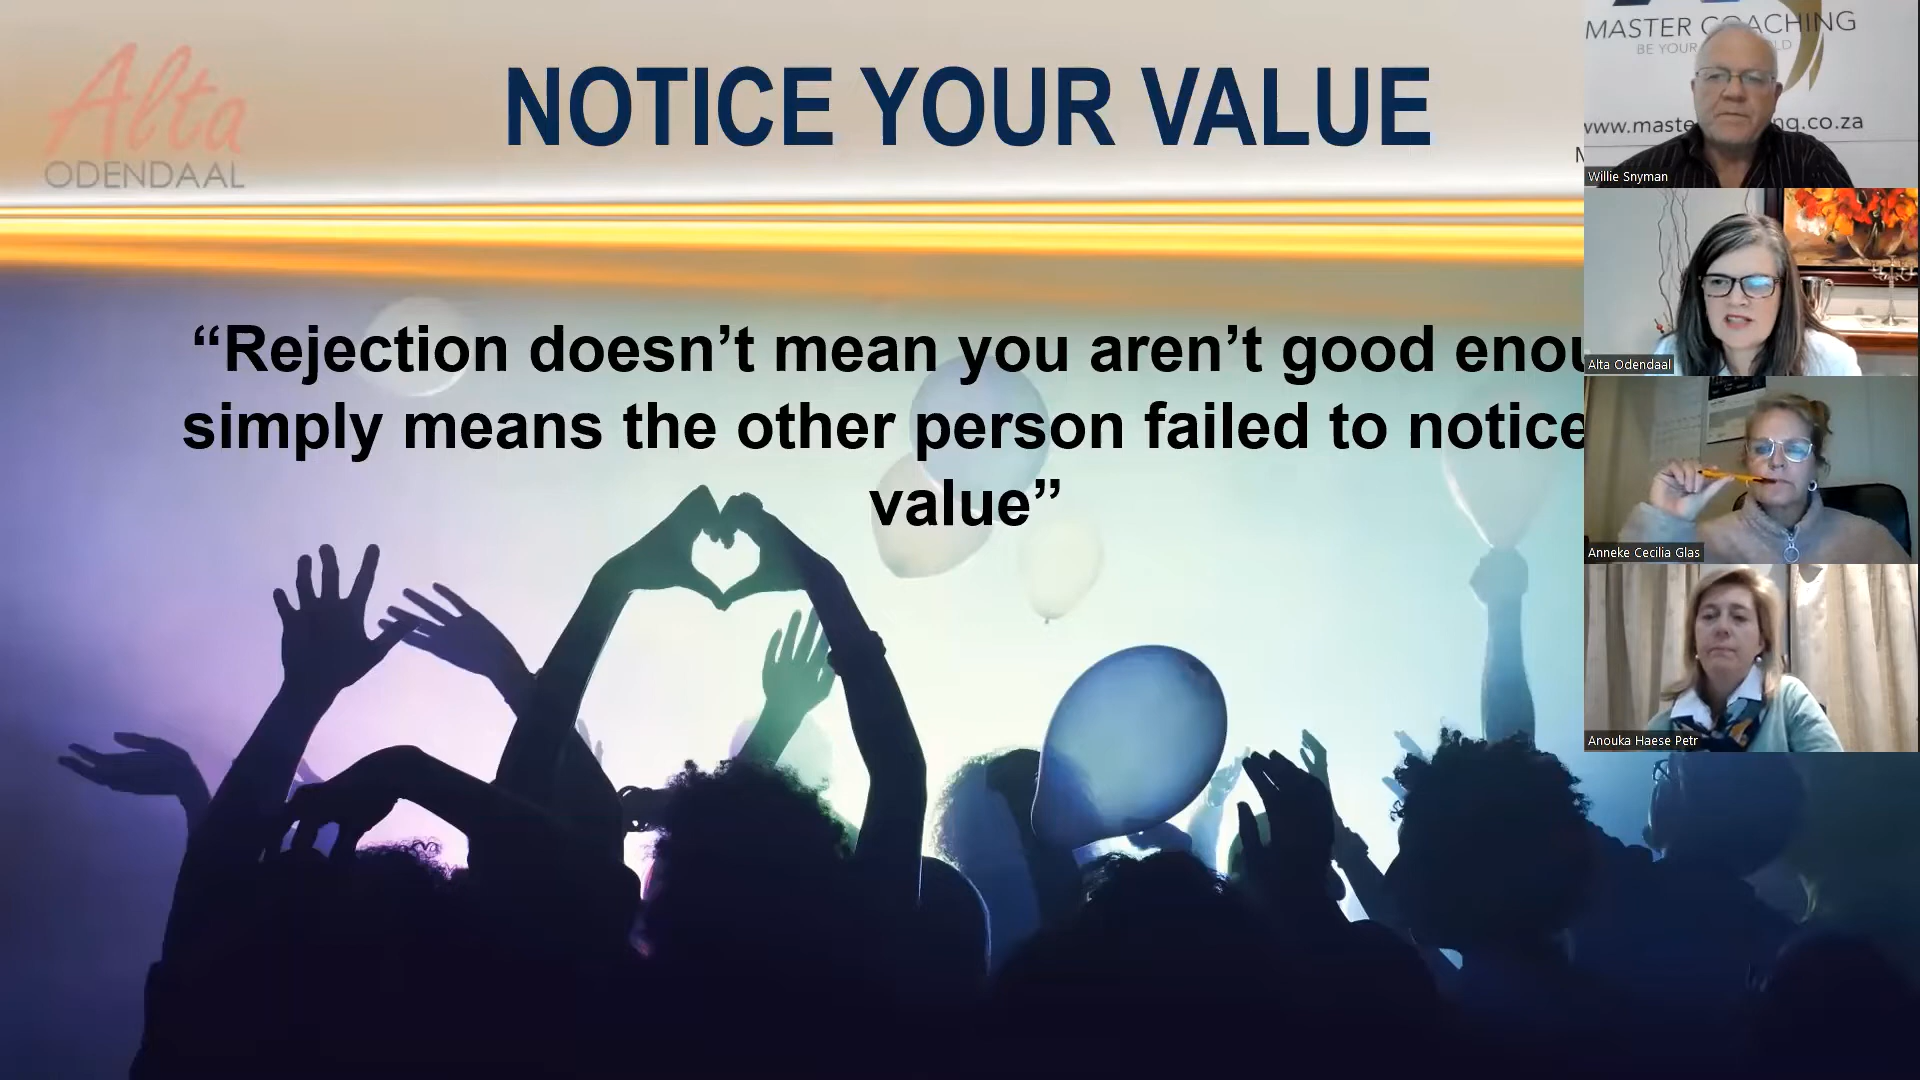 Alta
ODENDAAL
NOTICE YOUR VALUE
“Rejection doesn’t mean you aren’t good enou
simply means the other person failed to notice
value”
MASTER COACHING
BE YOUR
www.maste
ng.co.za
Willie Snyman
Alta Odendaal
Anneke Cecilia Glas
Anouka Haese Petr